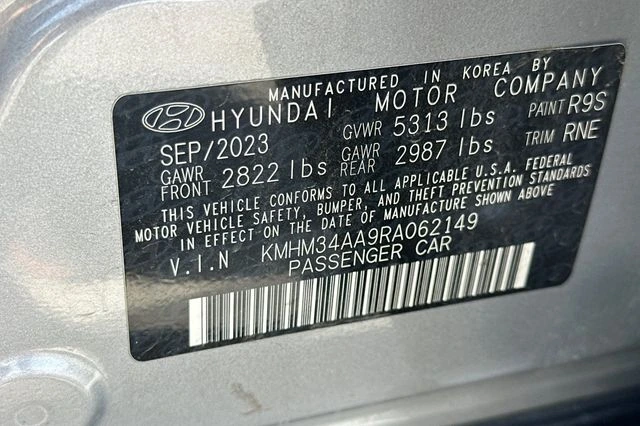 MANUFACTURED IN KOREA BY
HYUNDAI MOTOR COMPANY
SEP/2023 GVWR 5313 lbs PAINT R9S
GAWR FRONT 2822 lbs GAWR REAR 2987 lbs TRIM RNE
THIS VEHICLE CONFORMS TO ALL APPLICABLE U.S.A. FEDERAL
MOTOR VEHICLE SAFETY, BUMPER, AND THEFT PREVENTION STANDARDS
IN EFFECT ON THE DATE OF MANUFACTURE SHOWN ABOVE
V.I.N KMHM34AA9RA062149
PASSENGER CAR